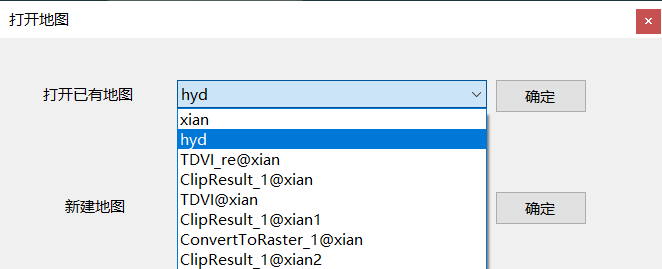 打开地图
打开已有地图
hyd
确定
xian
hyd
TDVI_re@xian
ClipResult_1@xian
TDVI@xian
ClipResult_1@xian1
ConvertToRaster_1@xian
ClipResult_1@xian2
新建地图
确定